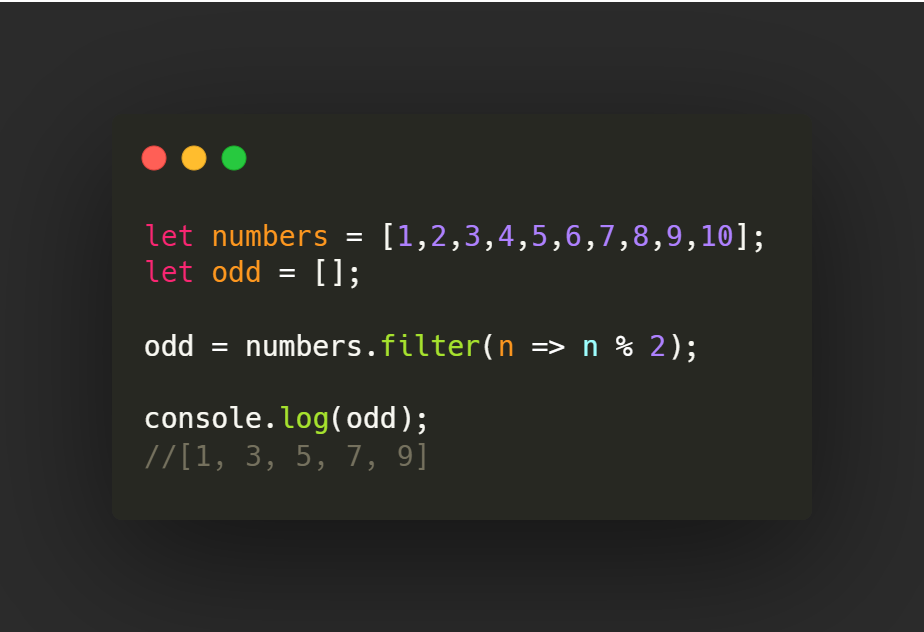 let numbers = [1,2,3,4,5,6,7,8,9,10];
let odd = [];
odd = numbers.filter(n => n % 2);
console.log(odd);
//[1, 3, 5, 7, 9]